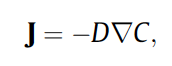 J = −D∇C,